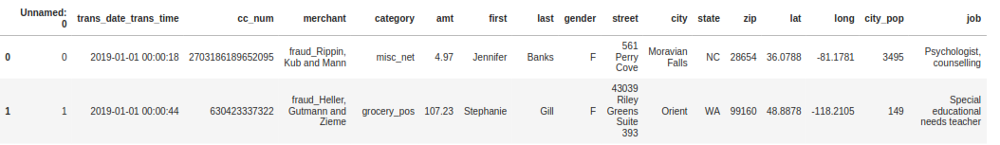 Unnamed: 0 trans_date_trans_time cc_num merchant category amt first last gender street city state zip lat long city_pop job
0 0 2019-01-01 00:00:18 2703186189652095 fraud_Rippin, Kub and Mann misc_net 4.97 Jennifer Banks F 561 Perry Cove Moravian Falls NC 28654 36.0788 -81.1781 3495 Psychologist, counselling
1 1 2019-01-01 00:00:44 630423337322 fraud_Heller, Gutmann and Zieme grocery_pos 107.23 Stephanie Gill F 43039 Riley Greens Suite 393 Orient WA 99160 48.8878 -118.2105 149 Special educational needs teacher